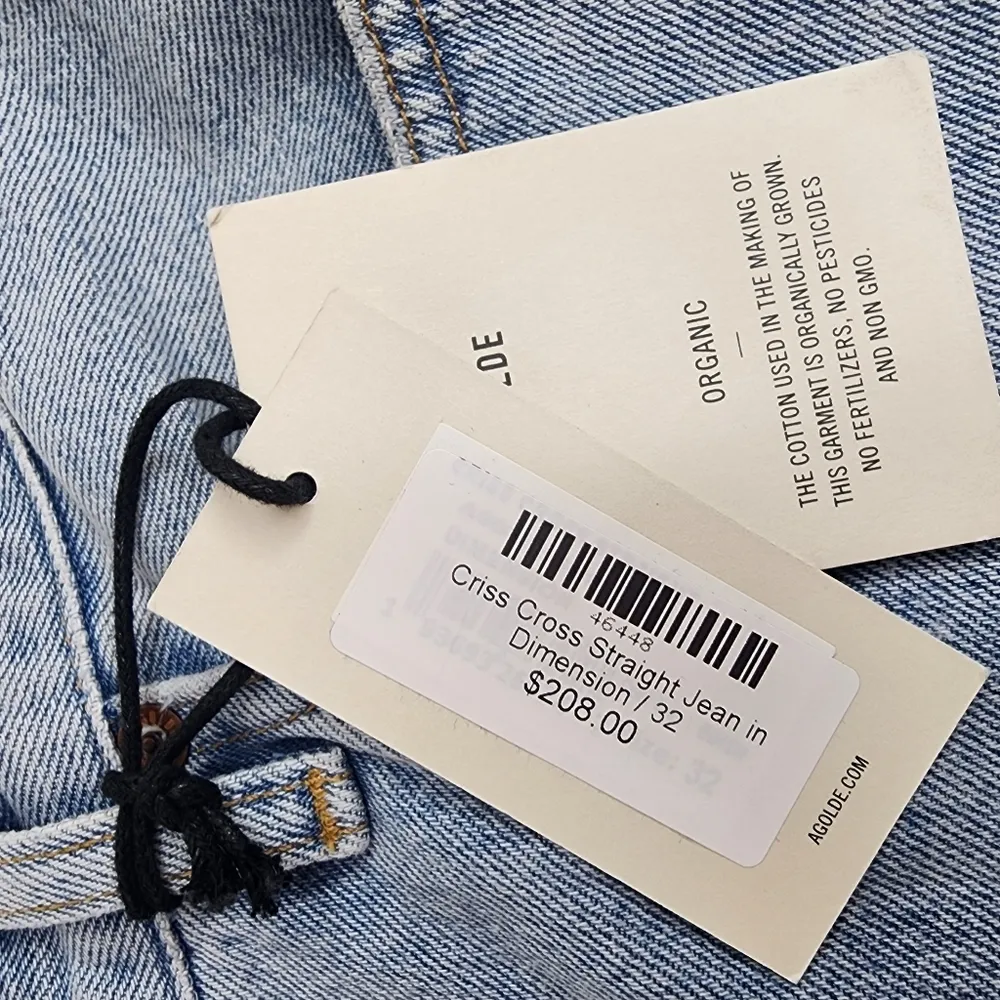 LDE
ORGANIC
—
THE COTTON USED IN THE MAKING OF
THIS GARMENT IS ORGANICALLY GROWN.
NO FERTILIZERS, NO PESTICIDES
AND NON GMO.
46448
Criss Cross Straight Jean in
Dimension / 32
$208.00
AGOLDE.COM